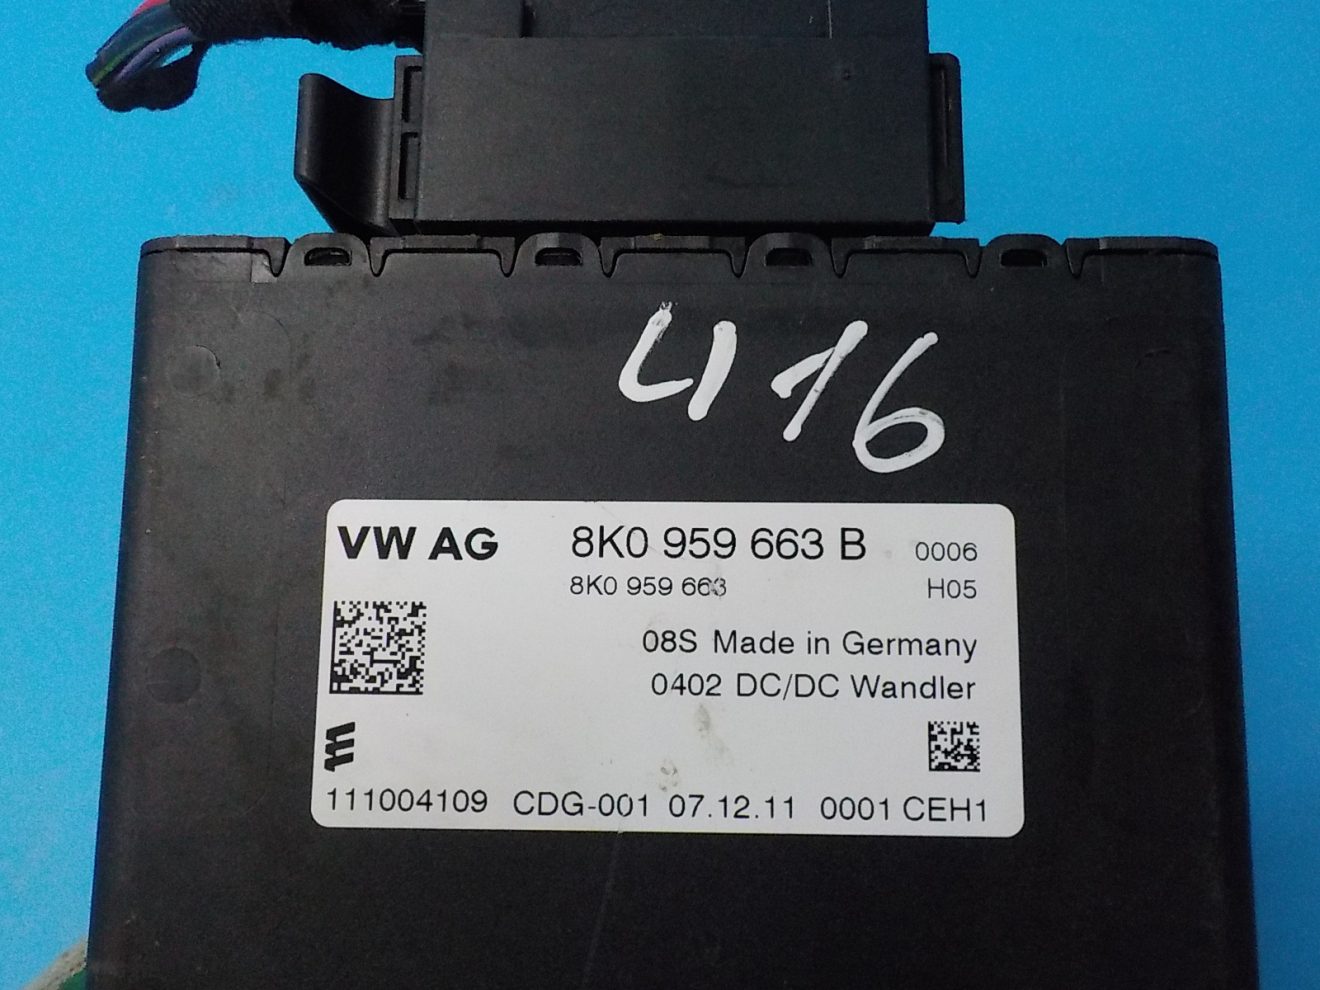 416
VW AG 8K0 959 663 B 0006
8K0 959 663 H05
08S Made in Germany
0402 DC/DC Wandler
111004109 CDG-001 07.12.11 0001 CEH1